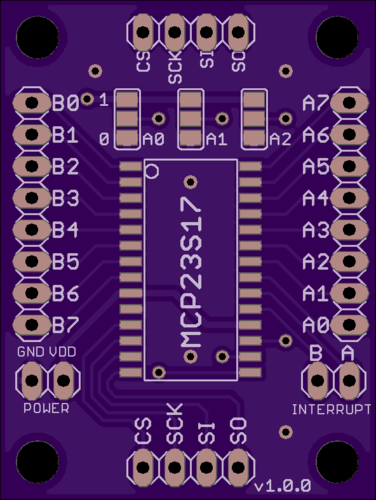 CS SCK SI SO
B0 1 A7
B1 0 A0 A1 A2 A6
B2 A5
B3 A4
B4 A3
B5 A2
B6 A1
B7 A0
MCP23S17
GND VDD B A
POWER INTERRUPT
CS SCK SI SO
v1.0.0